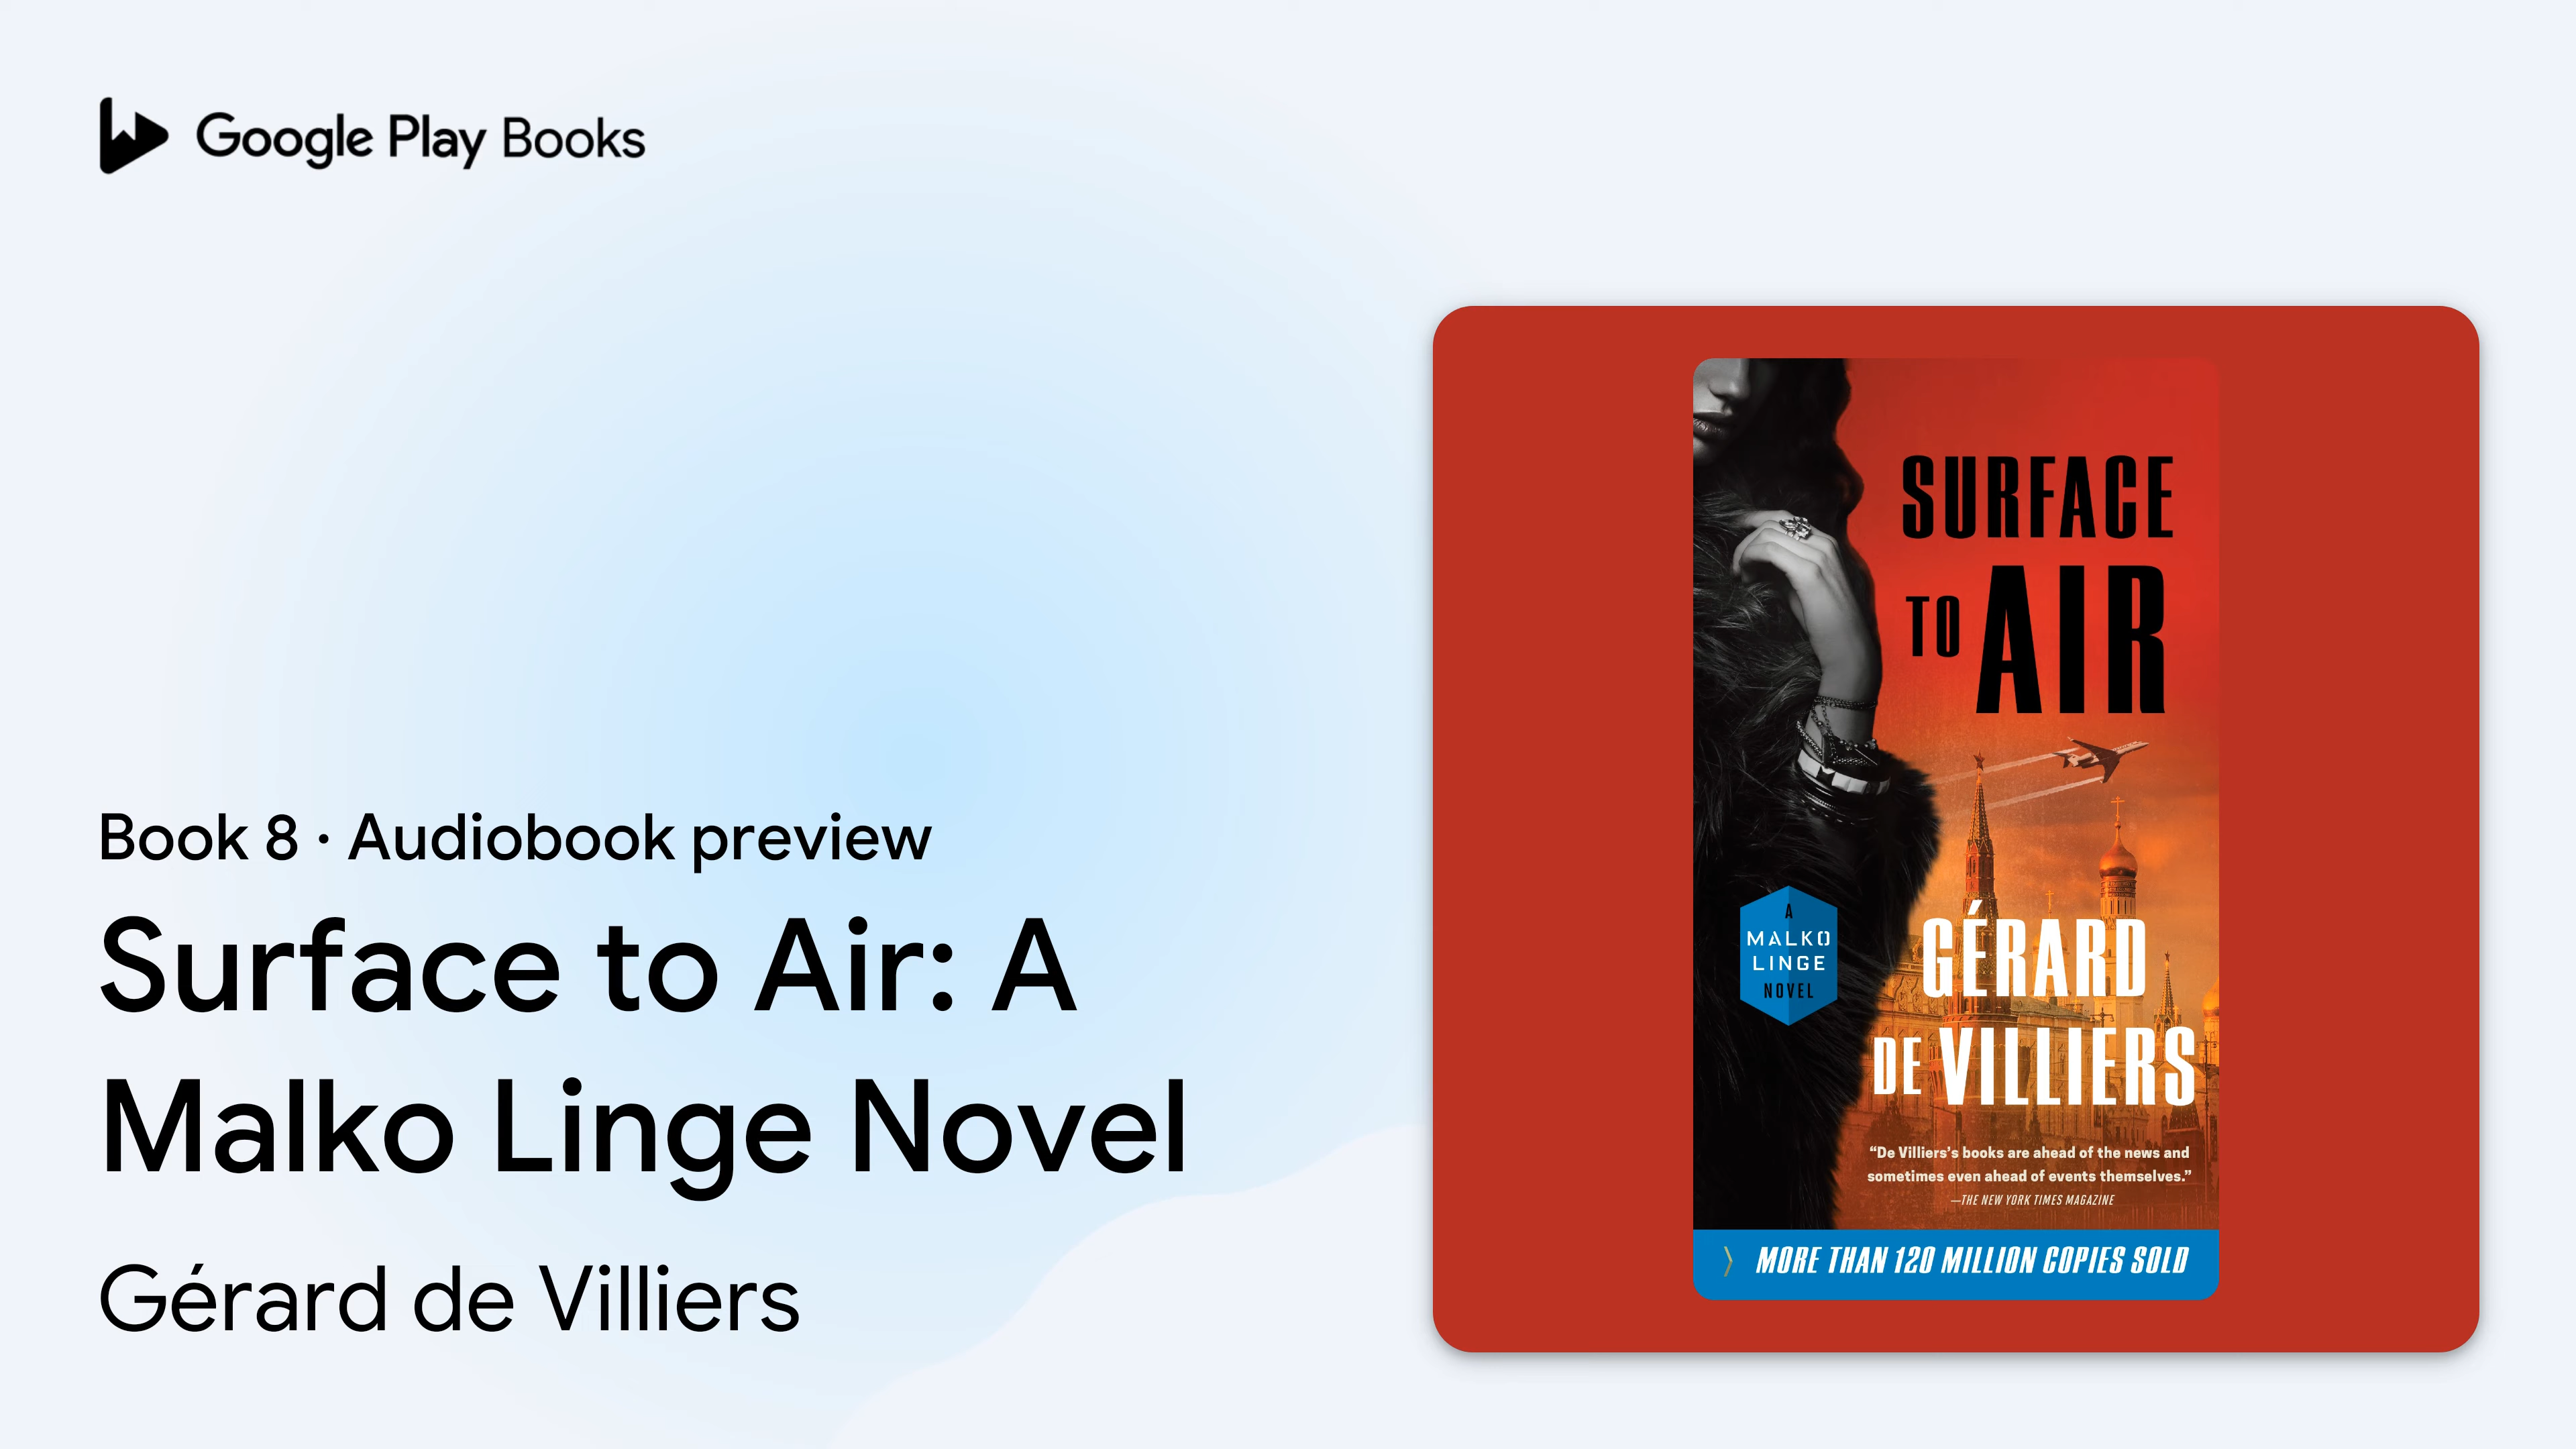 Google Play Books
Book 8 · Audiobook preview
Surface to Air: A
Malko Linge Novel
Gérard de Villiers
SURFACE
TO AIR
A
MALKO
LINGE
NOVEL
GÉRARD
DE VILLIERS
“De Villiers’s books are ahead of the news and
sometimes even ahead of events themselves.”
—THE NEW YORK TIMES MAGAZINE
MORE THAN 120 MILLION COPIES SOLD